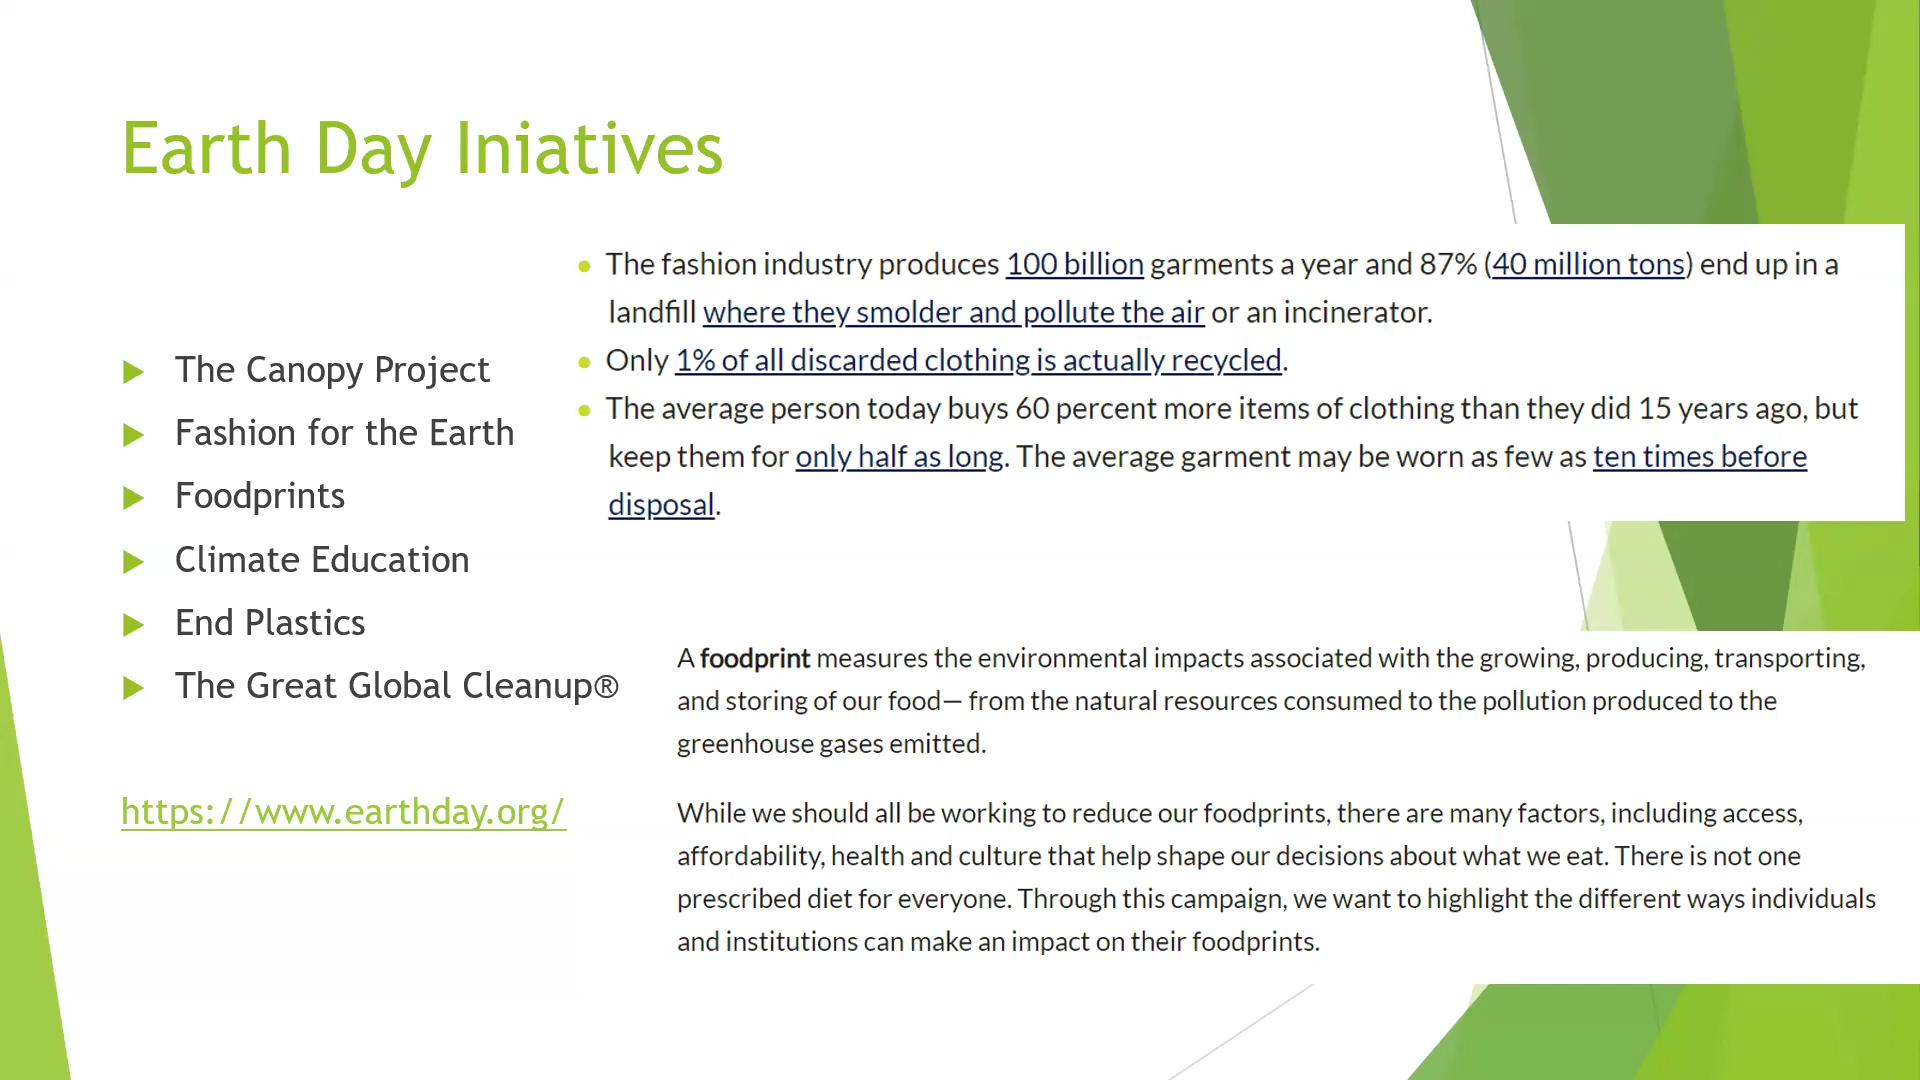 Earth Day Iniatives
The Canopy Project
Fashion for the Earth
Foodprints
Climate Education
End Plastics
The Great Global Cleanup®
https://www.earthday.org/
The fashion industry produces 100 billion garments a year and 87% (40 million tons) end up in a
landfill where they smolder and pollute the air or an incinerator.
Only 1% of all discarded clothing is actually recycled.
The average person today buys 60 percent more items of clothing than they did 15 years ago, but
keep them for only half as long. The average garment may be worn as few as ten times before
disposal.
A foodprint measures the environmental impacts associated with the growing, producing, transporting,
and storing of our food— from the natural resources consumed to the pollution produced to the
greenhouse gases emitted.
While we should all be working to reduce our foodprints, there are many factors, including access,
affordability, health and culture that help shape our decisions about what we eat. There is not one
prescribed diet for everyone. Through this campaign, we want to highlight the different ways individuals
and institutions can make an impact on their foodprints.